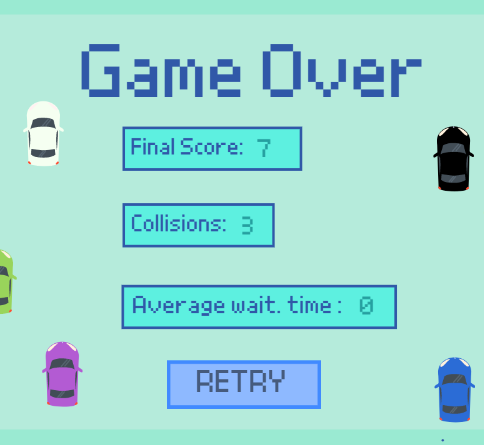 Game Over
Final Score: 7
Collisions: 3
Average wait. time : 0
RETRY